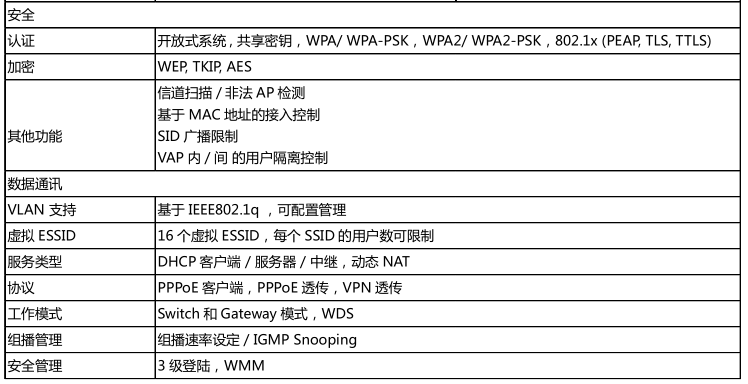 安全
认证 开放式系统 , 共享密钥 , WPA/ WPA-PSK , WPA2/ WPA2-PSK , 802.1x (PEAP, TLS, TTLS)
加密 WEP, TKIP, AES
信道扫描 / 非法 AP 检测
基于 MAC 地址的接入控制
其他功能 SID 广播限制
VAP 内 / 间 的用户隔离控制
数据通讯
VLAN 支持 基于 IEEE802.1q , 可配置管理
虚拟 ESSID 16 个虚拟 ESSID , 每个 SSID 的用户数可限制
服务类型 DHCP 客户端 / 服务器 / 中继 , 动态 NAT
协议 PPPoE 客户端 , PPPoE 透传 , VPN 透传
工作模式 Switch 和 Gateway 模式 , WDS
组播管理 组播速率设定 / IGMP Snooping
安全管理 3 级登陆 , WMM